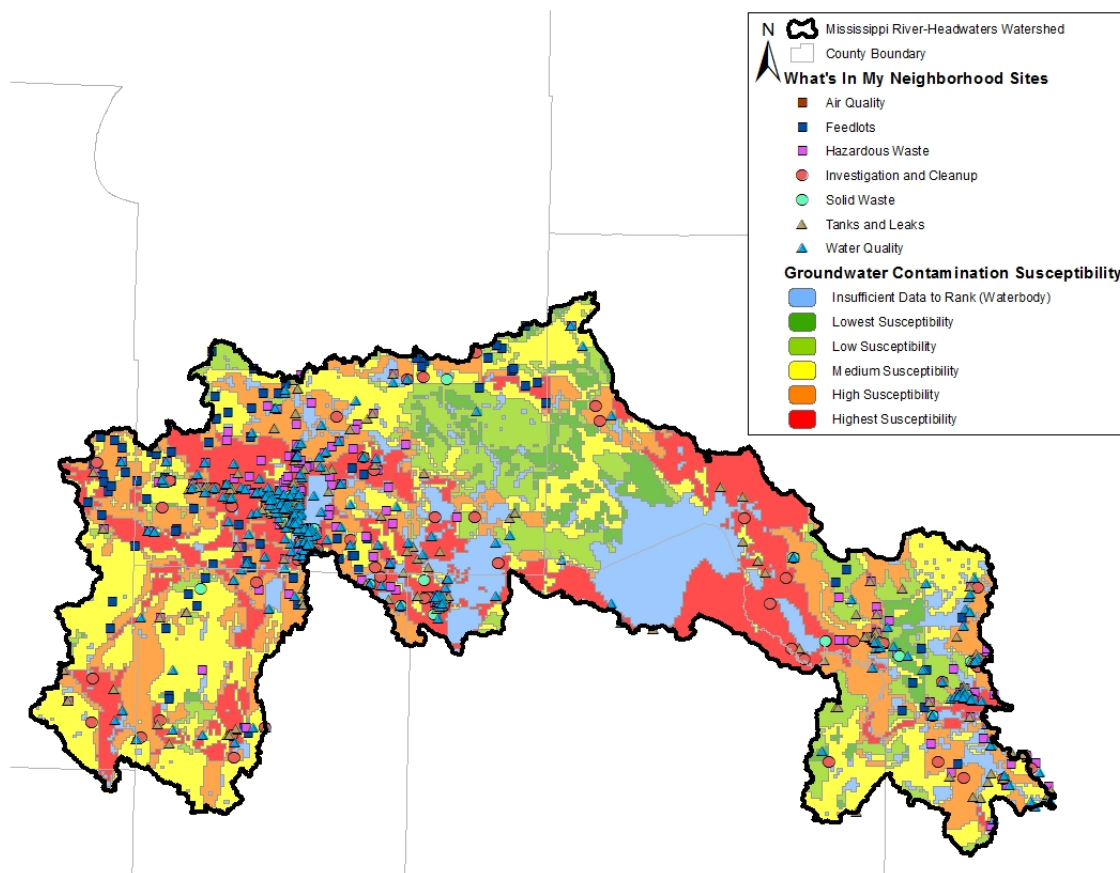 N
Mississippi River-Headwaters Watershed
County Boundary
What's In My Neighborhood Sites
Air Quality
Feedlots
Hazardous Waste
Investigation and Cleanup
Solid Waste
Tanks and Leaks
Water Quality
Groundwater Contamination Susceptibility
Insufficient Data to Rank (Waterbody)
Lowest Susceptibility
Low Susceptibility
Medium Susceptibility
High Susceptibility
Highest Susceptibility